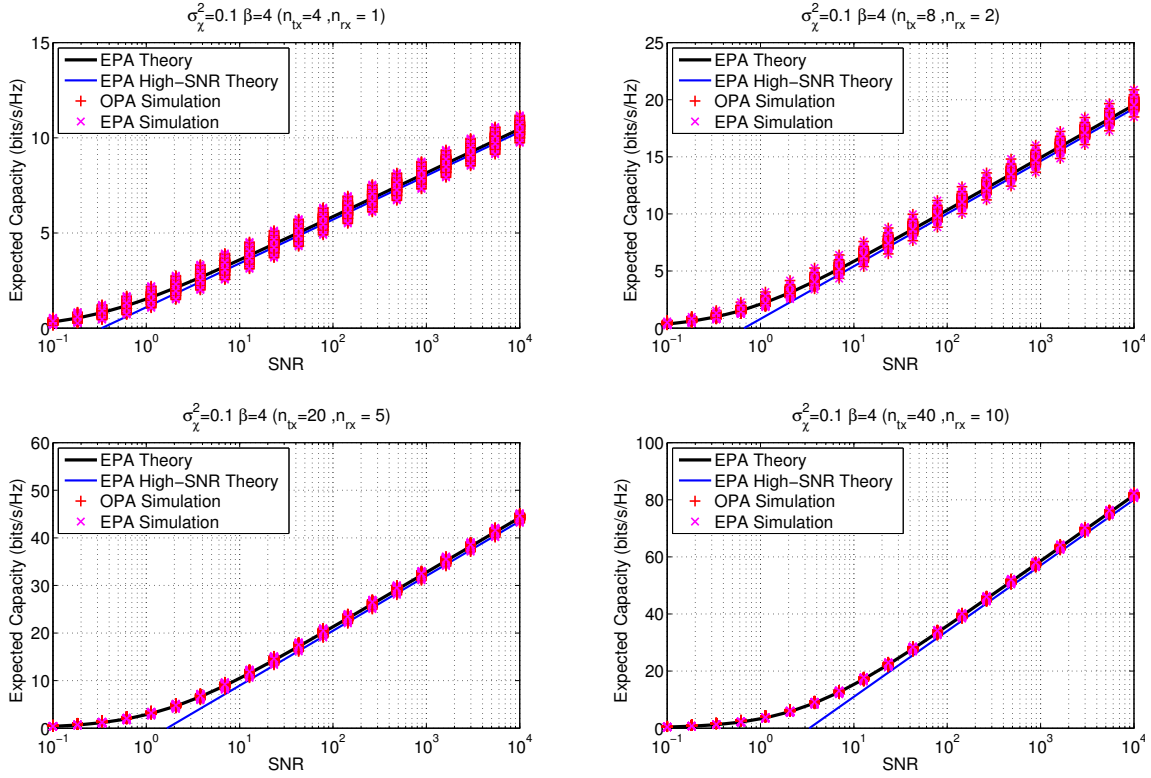 σχ²=0.1 β=4 (ntx=4 ,nrx = 1)
15
10
5
0
Expected Capacity (bits/s/Hz)
EPA Theory
EPA High−SNR Theory
OPA Simulation
EPA Simulation
10⁻¹ 10⁰ 10¹ 10² 10³ 10⁴
SNR
σχ²=0.1 β=4 (ntx=8 ,nrx = 2)
25
20
15
10
5
0
Expected Capacity (bits/s/Hz)
EPA Theory
EPA High−SNR Theory
OPA Simulation
EPA Simulation
10⁻¹ 10⁰ 10¹ 10² 10³ 10⁴
SNR
σχ²=0.1 β=4 (ntx=20 ,nrx = 5)
60
50
40
30
20
10
0
Expected Capacity (bits/s/Hz)
EPA Theory
EPA High−SNR Theory
OPA Simulation
EPA Simulation
10⁻¹ 10⁰ 10¹ 10² 10³ 10⁴
SNR
σχ²=0.1 β=4 (ntx=40 ,nrx = 10)
100
80
60
40
20
0
Expected Capacity (bits/s/Hz)
EPA Theory
EPA High−SNR Theory
OPA Simulation
EPA Simulation
10⁻¹ 10⁰ 10¹ 10² 10³ 10⁴
SNR